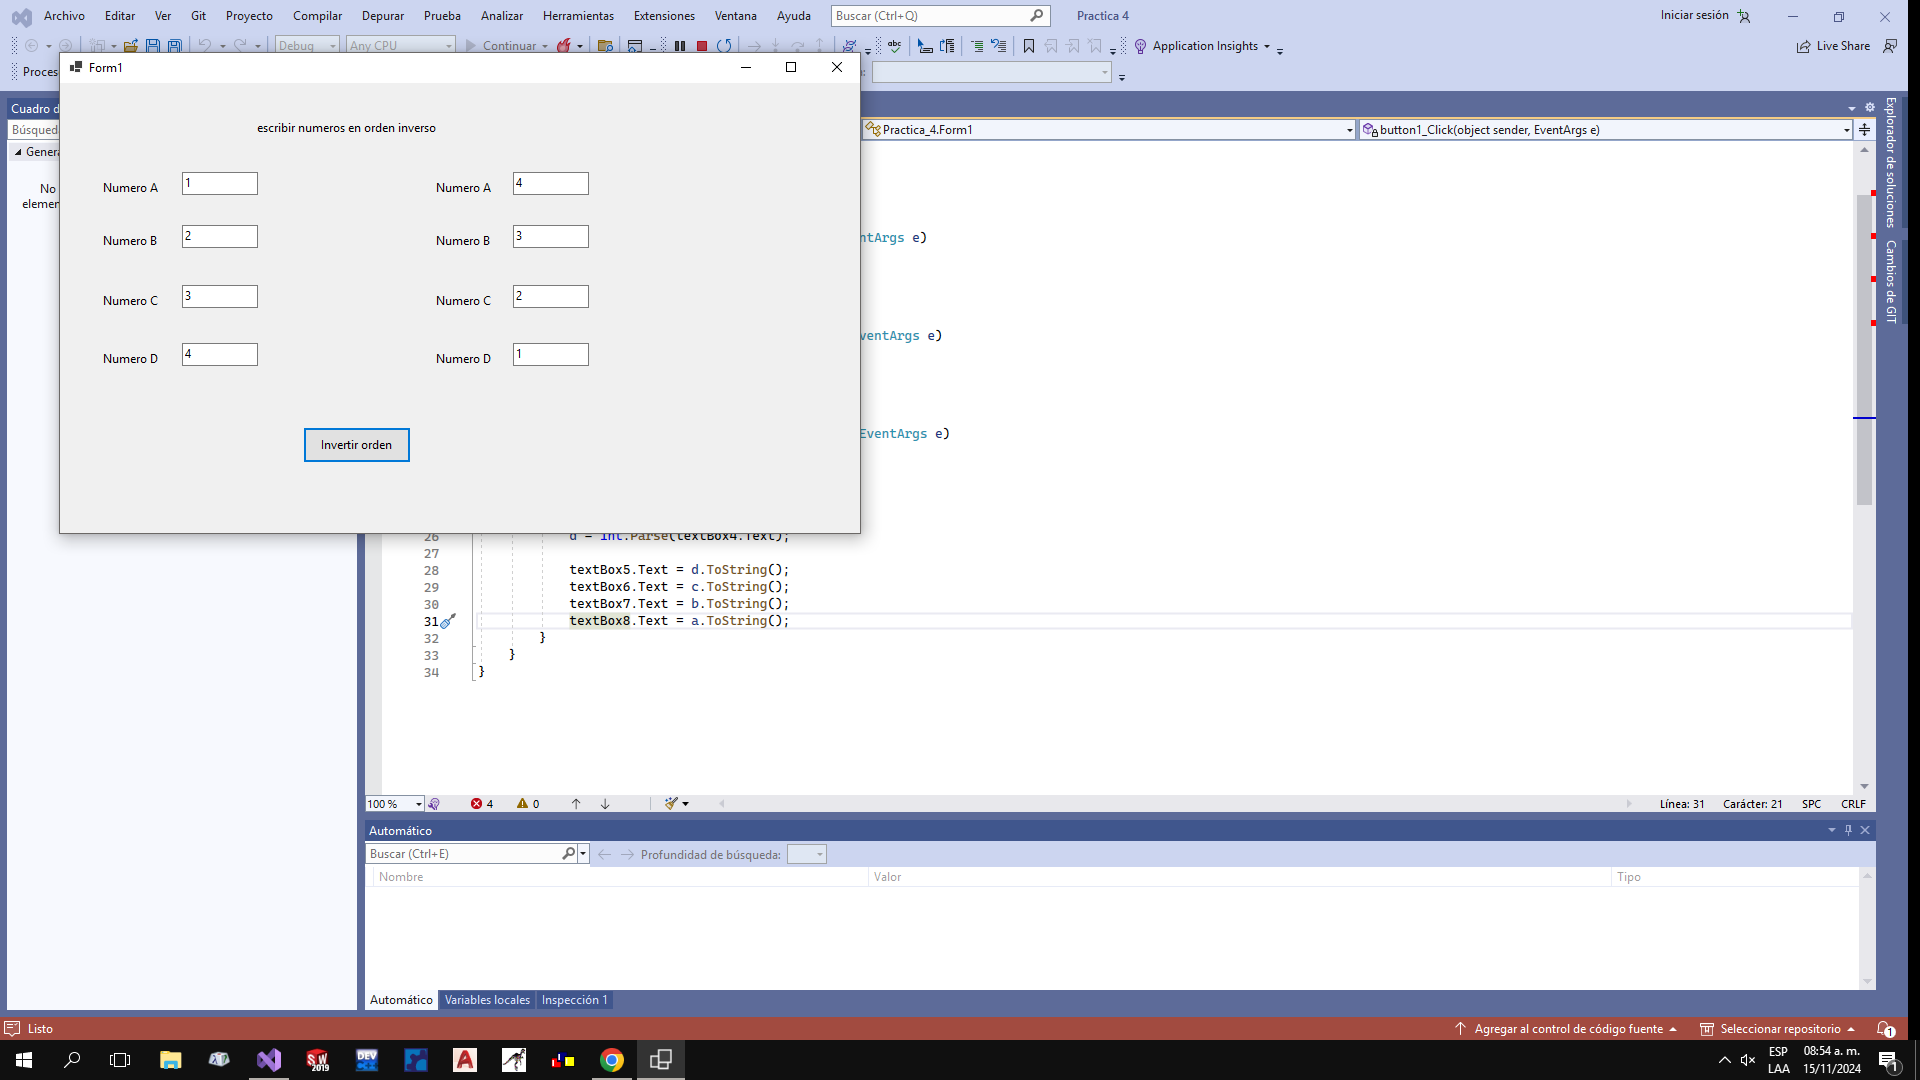 Archivo Editar Ver Git Proyecto Compilar Depurar Prueba Analizar Herramientas Extensiones Ventana Ayuda Buscar (Ctrl+Q) Practica 4 Iniciar sesión
Debug Any CPU Continuar Application Insights Live Share
Proces
Form1
Cuadro d
Búsqued
Practica_4.Form1
button1_Click(object sender, EventArgs e)
Genera
No
elemen
Explorador de soluciones
Cambios de GIT
escribir numeros en orden inverso
Numero A 1 Numero A 4
Numero B 2 Numero B 3
Numero C 3 Numero C 2
Numero D 4 Numero D 1
Invertir orden
ntArgs e)
ventArgs e)
EventArgs e)
26 d = int.Parse(textBox4.Text);
27
28 textBox5.Text = d.ToString();
29 textBox6.Text = c.ToString();
30 textBox7.Text = b.ToString();
31 textBox8.Text = a.ToString();
32 }
33 }
34 }
100 % 4 0 Línea: 31 Carácter: 21 SPC CRLF
Automático
Buscar (Ctrl+E) Profundidad de búsqueda:
Nombre Valor Tipo
Automático Variables locales Inspección 1
Listo Agregar al control de código fuente Seleccionar repositorio 1
SW 2019 DEV C++ A
ESP 08:54 a. m.
LAA 15/11/2024 1